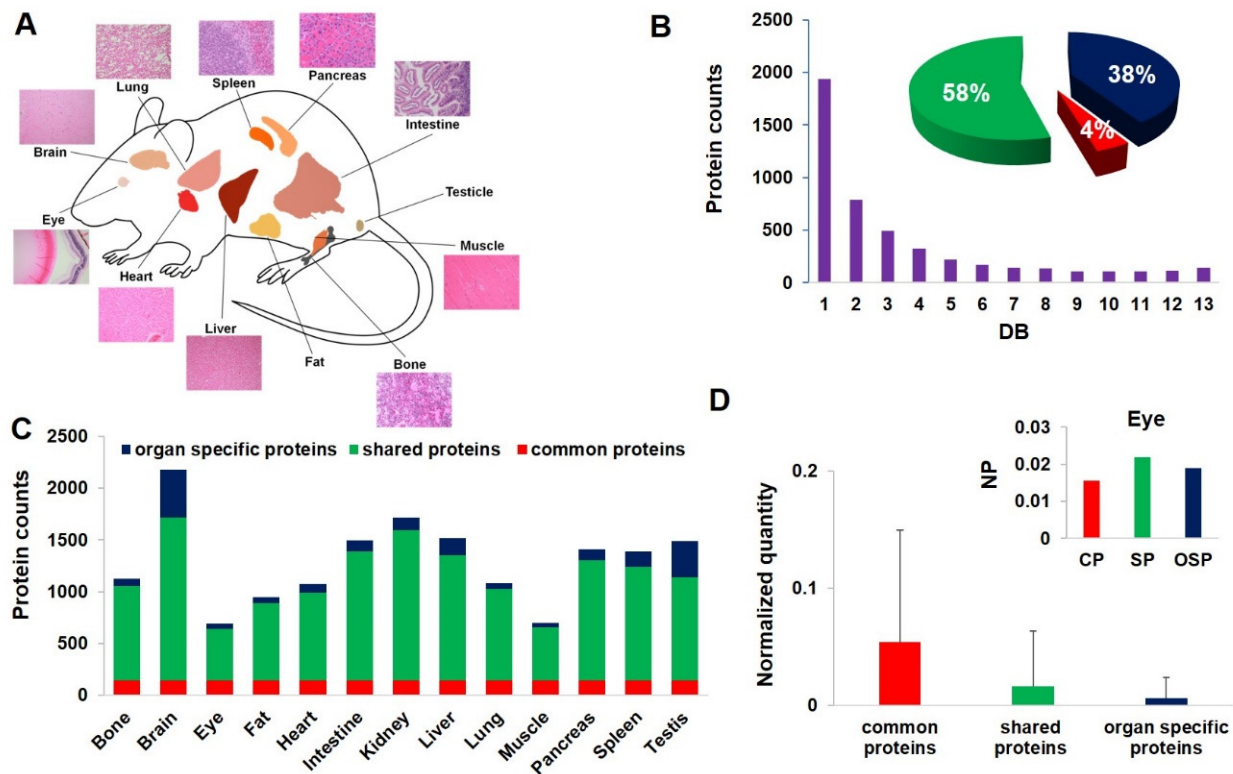 A
Lung
Spleen
Pancreas
Intestine
Brain
Testicle
Eye
Muscle
Heart
Liver
Fat
Bone
B
Protein counts
2500
2000
1500
1000
500
0
1 2 3 4 5 6 7 8 9 10 11 12 13
DB
58%
38%
4%
C
Protein counts
2500
2000
1500
1000
500
0
organ specific proteins shared proteins common proteins
Bone Brain Eye Fat Heart Intestine Kidney Liver Lung Muscle Pancreas Spleen Testis
D
Normalized quantity
0.2
0.1
0
common
proteins
shared
proteins
organ specific
proteins
Eye
NP
0.03
0.02
0.01
0
CP SP OSP